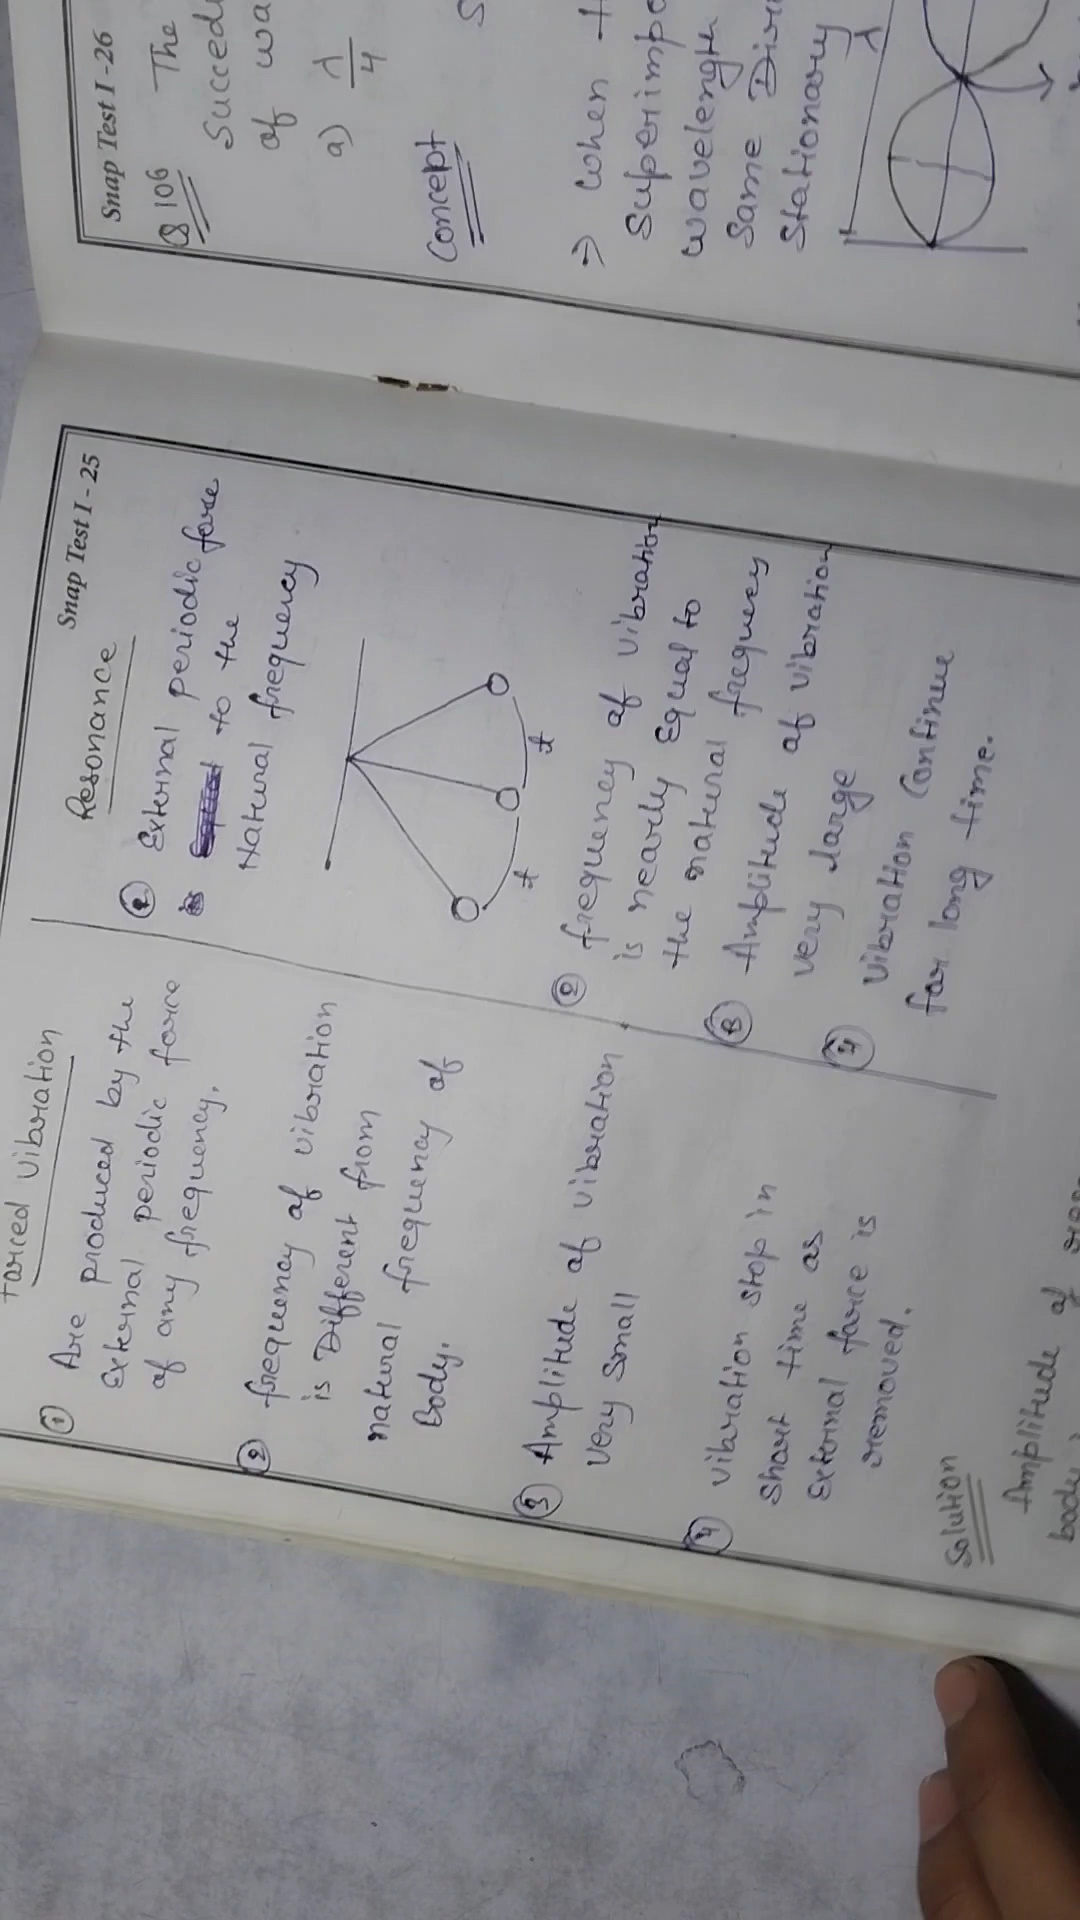 Snap Test I - 25
Forced Vibration
① Are produced by the
External periodic force
of any frequency.
② frequency of vibration
is Different from
natural frequency of
Body.
③ Amplitude of vibration
very small
④ vibration stop in
short time as
External force is
removed.
Resonance
External periodic force
to the
Natural frequency
t
t
② frequency of vibration
is nearly Equal to
the natural frequency
③ Amplitude of vibration
very large
④ vibration continue
for long time.
Solution
Amplitude of
body
Snap Test I - 26
Q 106 The
of wa
a) λ/4
Concept
S
⇒ when
wavelength
Same
Stationary
λ